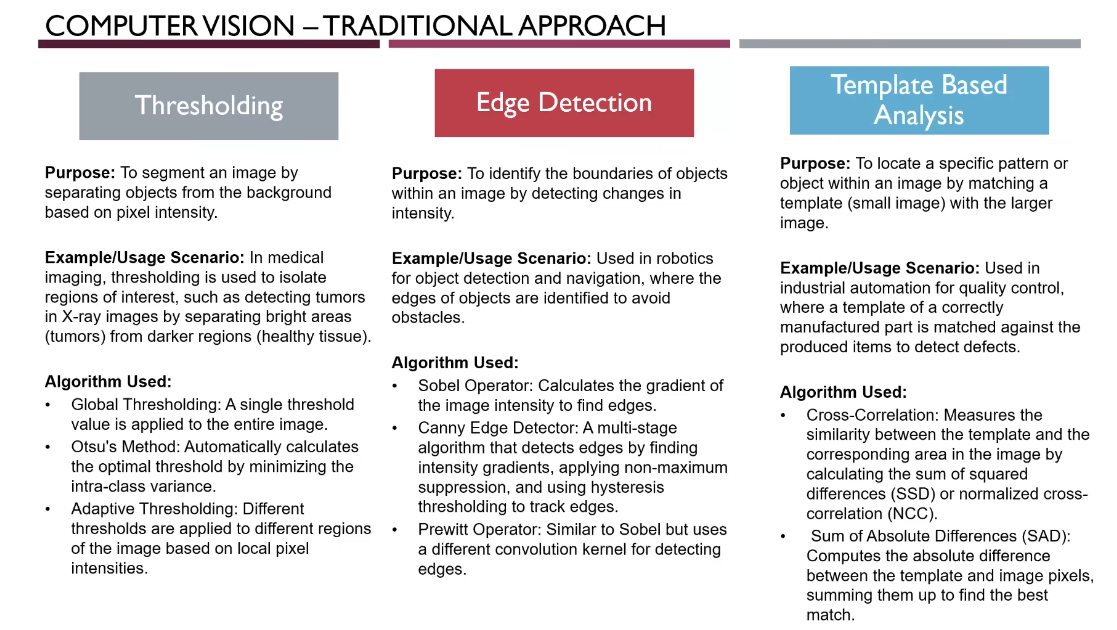 COMPUTER VISION – TRADITIONAL APPROACH
Thresholding
Purpose: To segment an image by
separating objects from the background
based on pixel intensity.
Example/Usage Scenario: In medical
imaging, thresholding is used to isolate
regions of interest, such as detecting tumors
in X-ray images by separating bright areas
(tumors) from darker regions (healthy tissue).
Algorithm Used:
• Global Thresholding: A single threshold
value is applied to the entire image.
• Otsu's Method: Automatically calculates
the optimal threshold by minimizing the
intra-class variance.
• Adaptive Thresholding: Different
thresholds are applied to different regions
of the image based on local pixel
intensities.
Edge Detection
Purpose: To identify the boundaries of objects
within an image by detecting changes in
intensity.
Example/Usage Scenario: Used in robotics
for object detection and navigation, where the
edges of objects are identified to avoid
obstacles.
Algorithm Used:
• Sobel Operator: Calculates the gradient of
the image intensity to find edges.
• Canny Edge Detector: A multi-stage
algorithm that detects edges by finding
intensity gradients, applying non-maximum
suppression, and using hysteresis
thresholding to track edges.
• Prewitt Operator: Similar to Sobel but uses
a different convolution kernel for detecting
edges.
Template Based
Analysis
Purpose: To locate a specific pattern or
object within an image by matching a
template (small image) with the larger
image.
Example/Usage Scenario: Used in
industrial automation for quality control,
where a template of a correctly
manufactured part is matched against the
produced items to detect defects.
Algorithm Used:
• Cross-Correlation: Measures the
similarity between the template and the
corresponding area in the image by
calculating the sum of squared
differences (SSD) or normalized cross-
correlation (NCC).
• Sum of Absolute Differences (SAD):
Computes the absolute difference
between the template and image pixels,
summing them up to find the best
match.